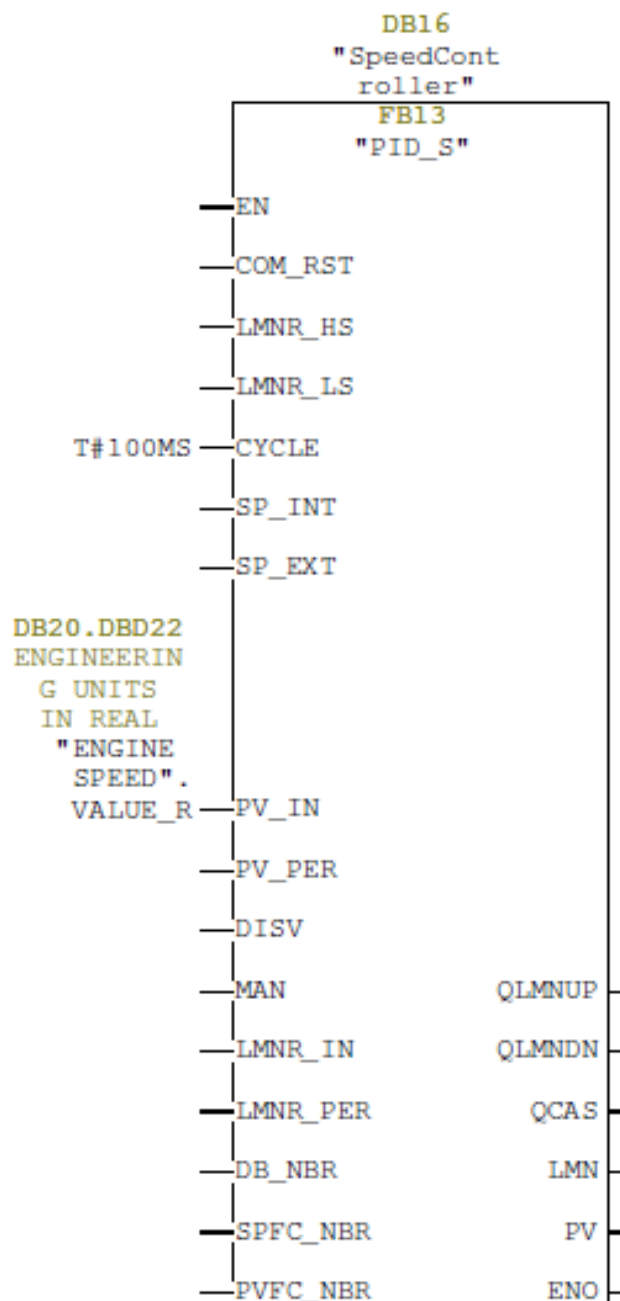 DB16
"SpeedCont
roller"
FB13
"PID_S"
EN
COM_RST
LMNR_HS
LMNR_LS
T#100MS CYCLE
SP_INT
SP_EXT
DB20.DBD22
ENGINEERIN
G UNITS
IN REAL
"ENGINE
SPEED".
VALUE_R PV_IN
PV_PER
DISV
MAN QLMNUP
LMNR_IN QLMNDN
LMNR_PER QCAS
DB_NBR LMN
SPFC_NBR PV
PVFC_NBR ENO